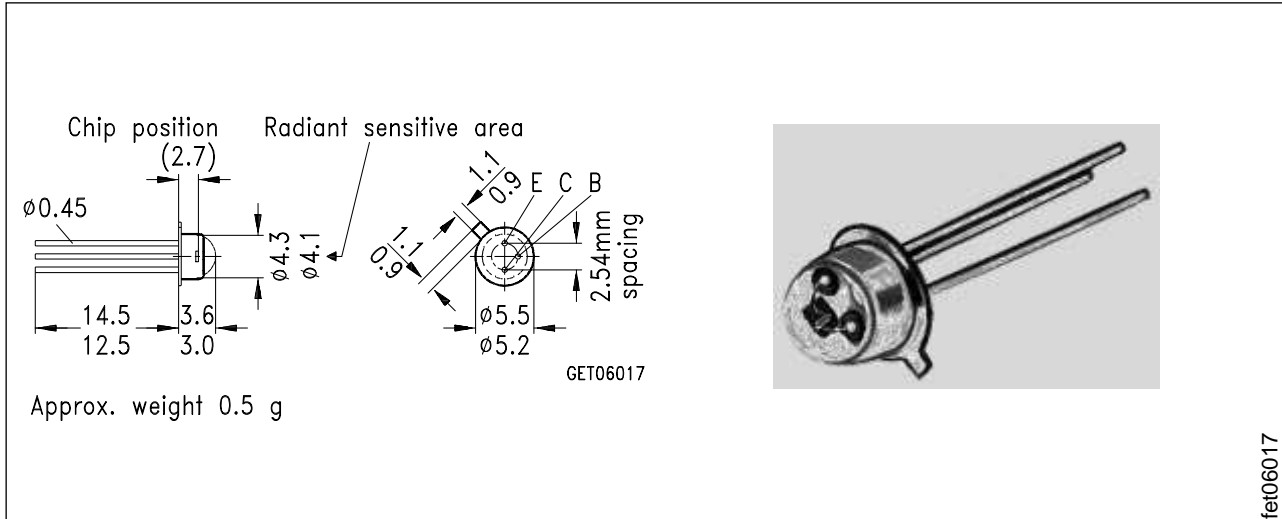 Chip position
(2.7)
Radiant sensitive area
ø0.45
ø4.3
ø4.1
14.5
12.5
3.6
3.0
1.1
0.9
1.1
0.9
E C B
2.54mm
spacing
ø5.5
ø5.2
GET06017
Approx. weight 0.5 g
fet06017